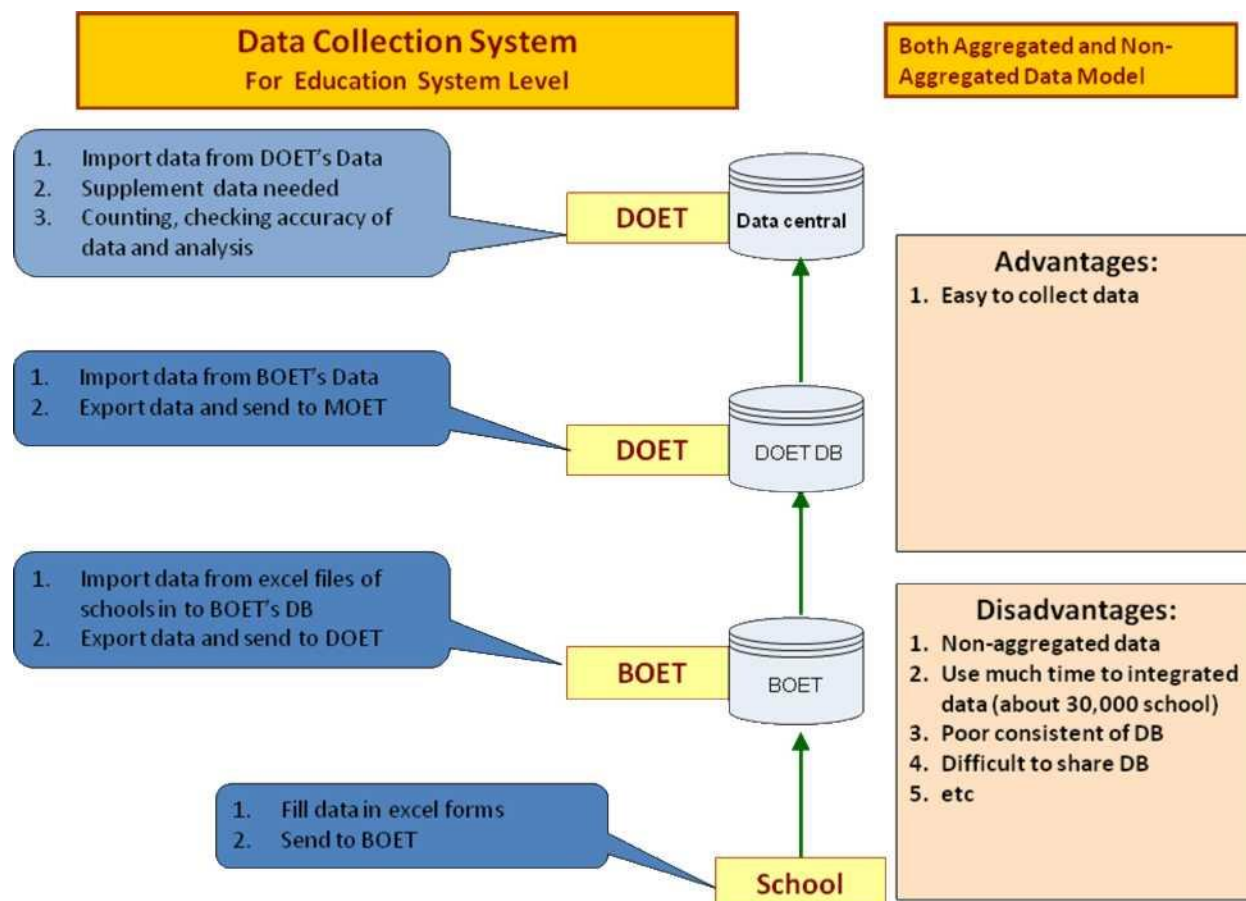 Data Collection System
For Education System Level
Both Aggregated and Non-
Aggregated Data Model
1. Import data from DOET's Data
2. Supplement data needed
3. Counting, checking accuracy of
data and analysis
DOET
Data central
Advantages:
1. Easy to collect data
1. Import data from BOET's Data
2. Export data and send to MOET
DOET
DOET DB
1. Import data from excel files of
schools in to BOET's DB
2. Export data and send to DOET
BOET
BOET
Disadvantages:
1. Non-aggregated data
2. Use much time to integrated
data (about 30,000 school)
3. Poor consistent of DB
4. Difficult to share DB
5. etc
1. Fill data in excel forms
2. Send to BOET
School